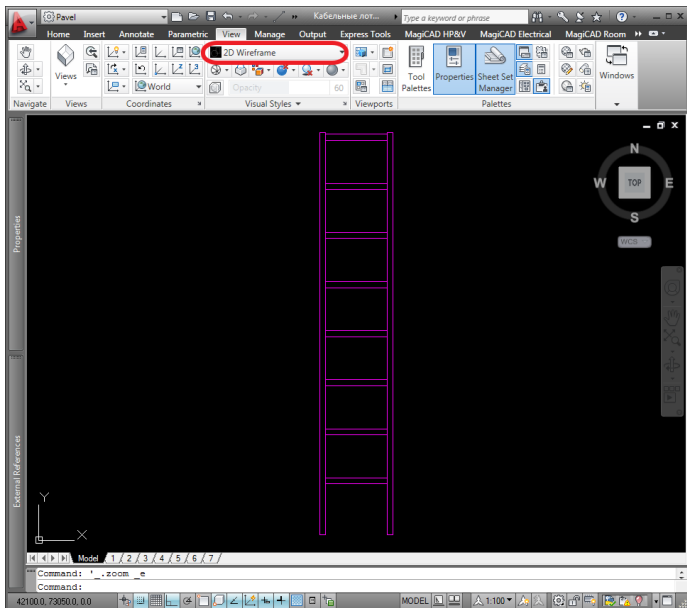 Pavel Кабельные лот... Type a keyword or phrase
Home Insert Annotate Parametric View Manage Output Express Tools MagiCAD HP&V MagiCAD Electrical MagiCAD Room
2D Wireframe
Views
World
Opacity 60
Tool Palettes
Properties
Sheet Set Manager
Windows
Navigate Views Coordinates Visual Styles Viewports Palettes
N
W TOP E
S
WCS
Properties
External References
Y
X
Model 1 2 3 4 5 6 7
Command: '_.zoom _e
Command:
42100.0, 73050.0, 0.0 MODEL 1:100